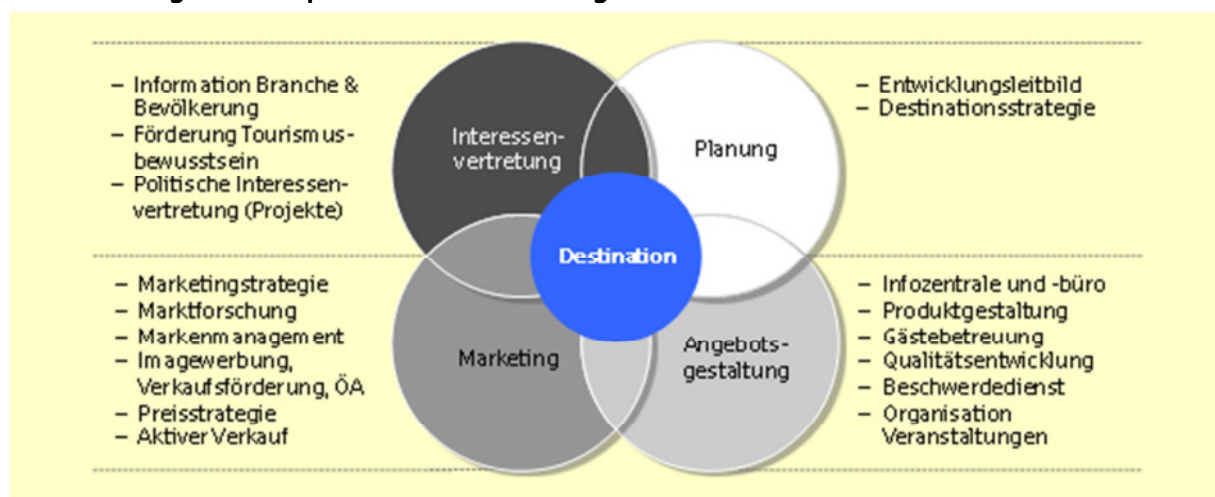 – Information Branche &
Bevölkerung
– Förderung Tourismus-
bewusstsein
– Politische Interessen-
vertretung (Projekte)
Interessen-
vertretung
Planung
– Entwicklungsleitbild
– Destinationsstrategie
Destination
– Marketingstrategie
– Marktforschung
– Markenmanagement
– Imagewerbung,
Verkaufsförderung, ÖA
– Preisstrategie
– Aktiver Verkauf
Marketing
Angebots-
gestaltung
– Infozentrale und -büro
– Produktgestaltung
– Gästebetreuung
– Qualitätsentwicklung
– Beschwerdedienst
– Organisation
Veranstaltungen